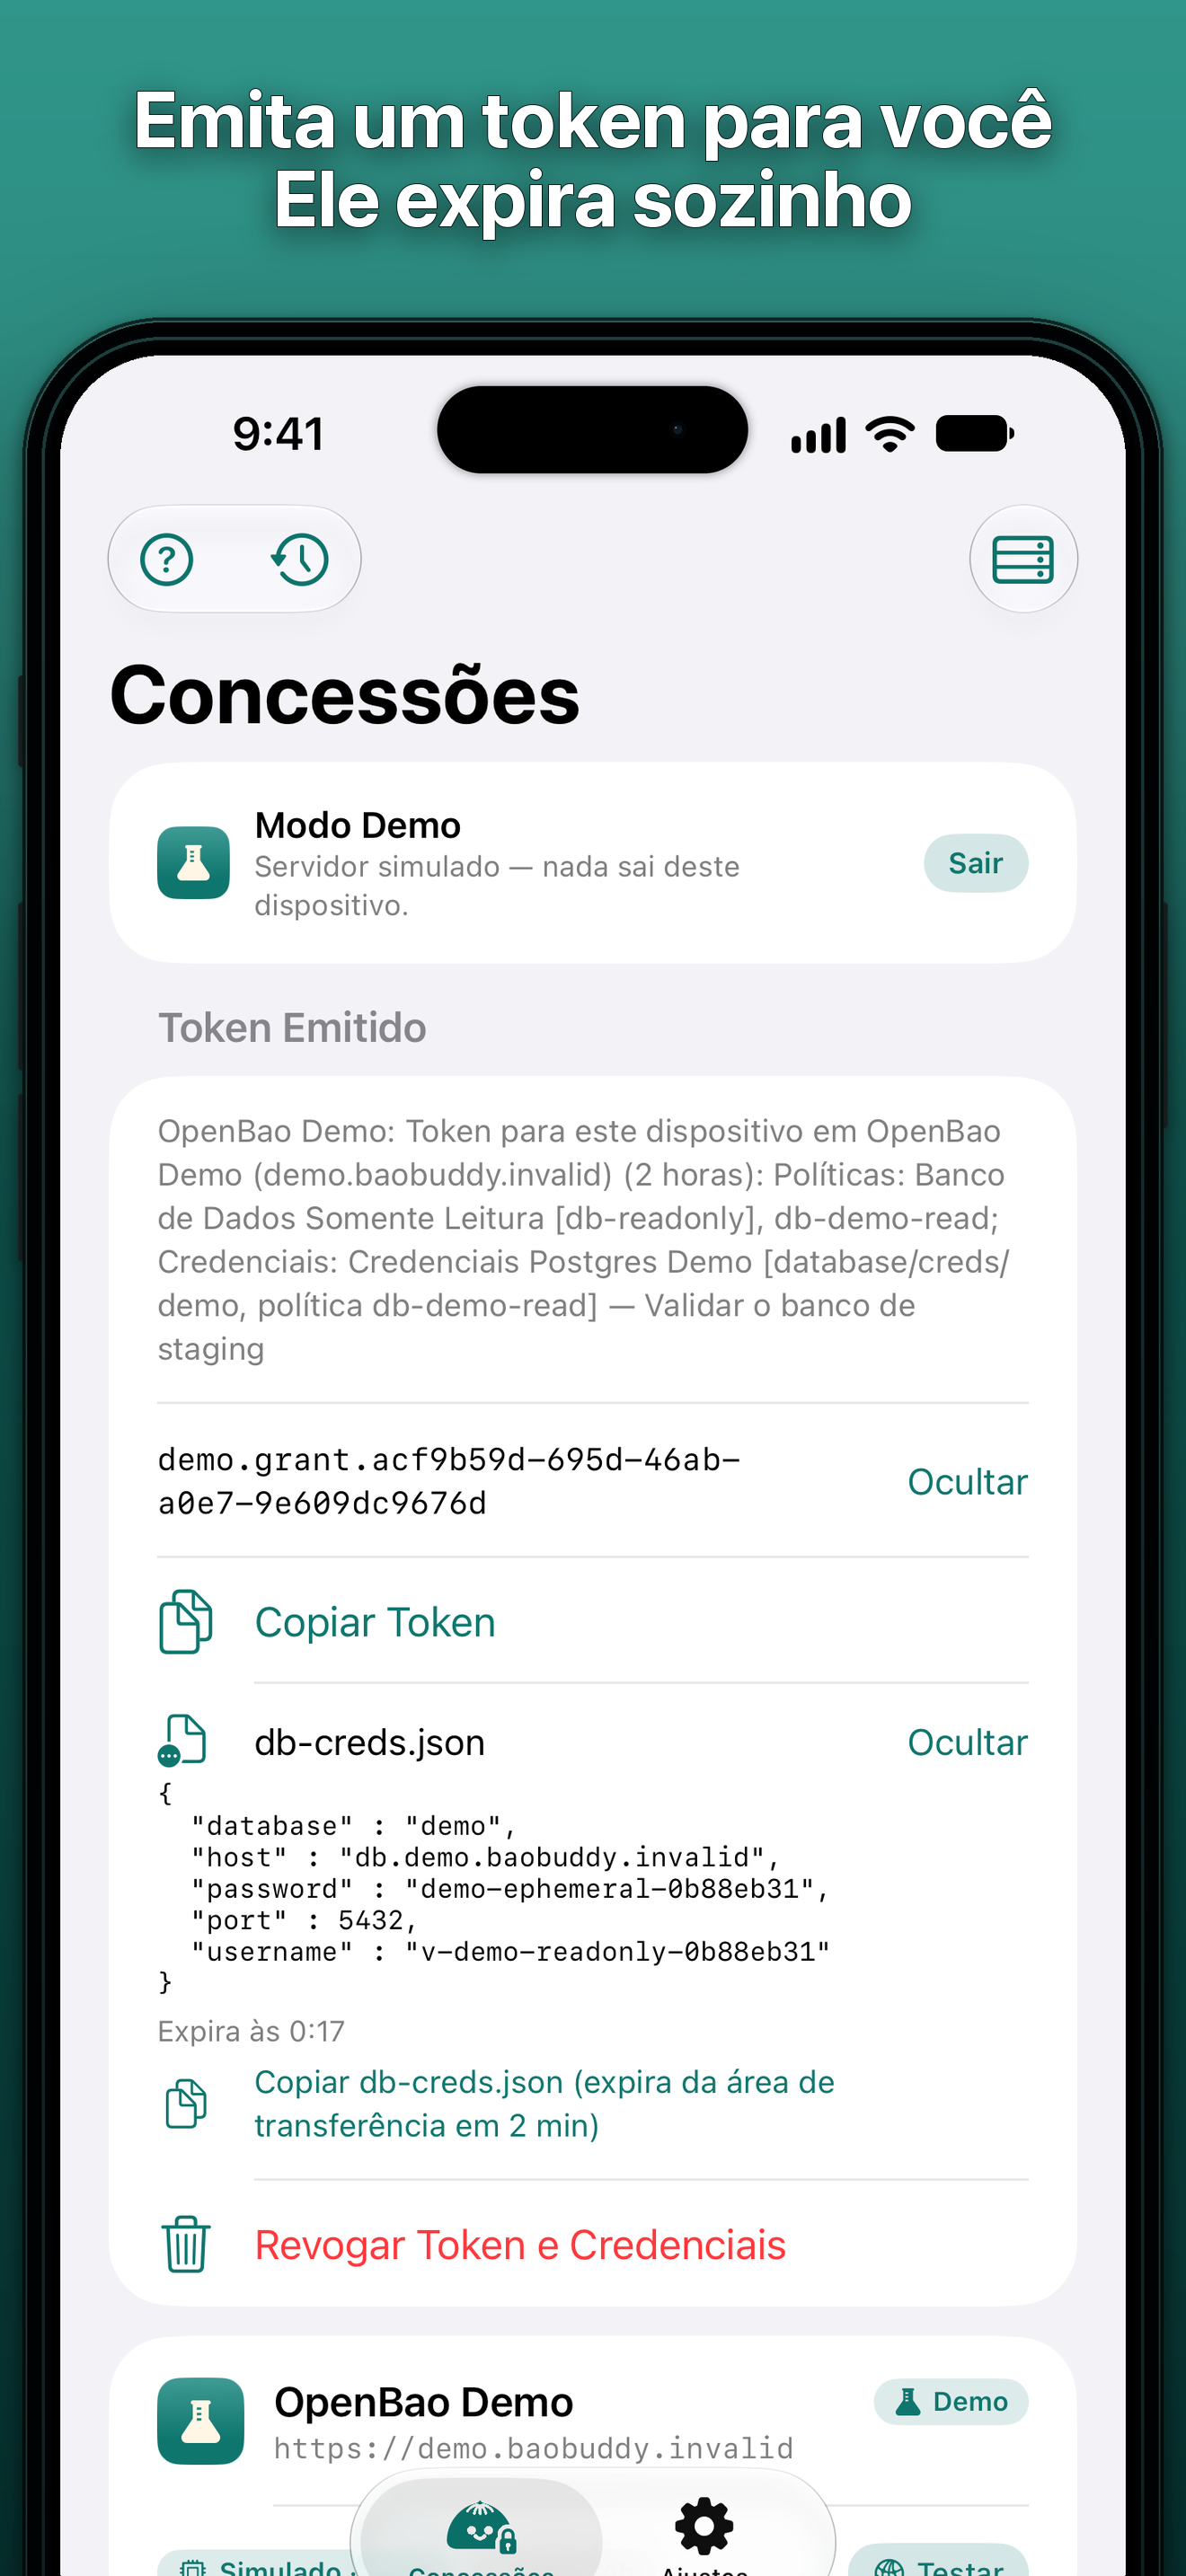 Emita um token para você
Ele expira sozinho
9:41
Concessões
Modo Demo
Servidor simulado — nada sai deste
dispositivo.
Sair
Token Emitido
OpenBao Demo: Token para este dispositivo em OpenBao
Demo (demo.baobuddy.invalid) (2 horas): Políticas: Banco
de Dados Somente Leitura [db-readonly], db-demo-read;
Credenciais: Credenciais Postgres Demo [database/creds/
demo, política db-demo-read] — Validar o banco de
staging
demo.grant.acf9b59d-695d-46ab-
a0e7-9e609dc9676d
Ocultar
Copiar Token
db-creds.json
Ocultar
{
  "database" : "demo",
  "host" : "db.demo.baobuddy.invalid",
  "password" : "demo-ephemeral-0b88eb31",
  "port" : 5432,
  "username" : "v-demo-readonly-0b88eb31"
}
Expira às 0:17
Copiar db-creds.json (expira da área de
transferência em 2 min)
Revogar Token e Credenciais
OpenBao Demo
Demo
https://demo.baobuddy.invalid
Simulado
Concessões
Ajustes
Testar